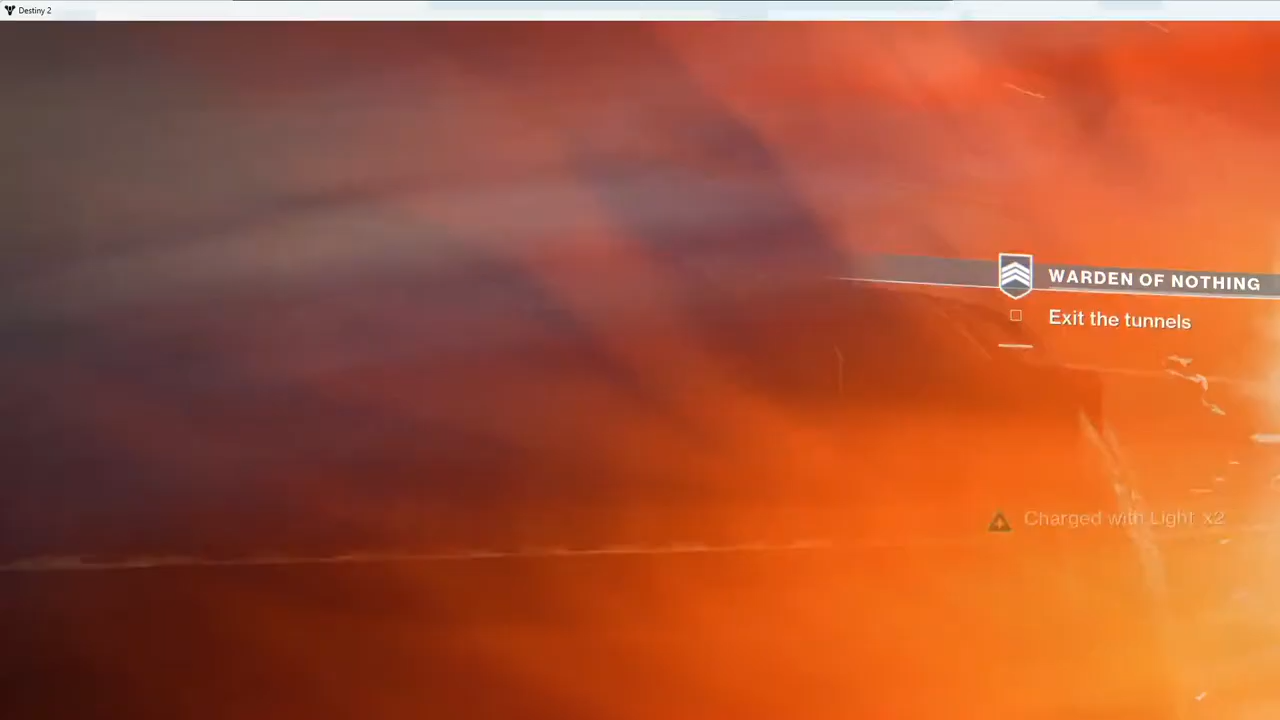 Destiny 2
WARDEN OF NOTHING
Exit the tunnels
Charged with Light x2